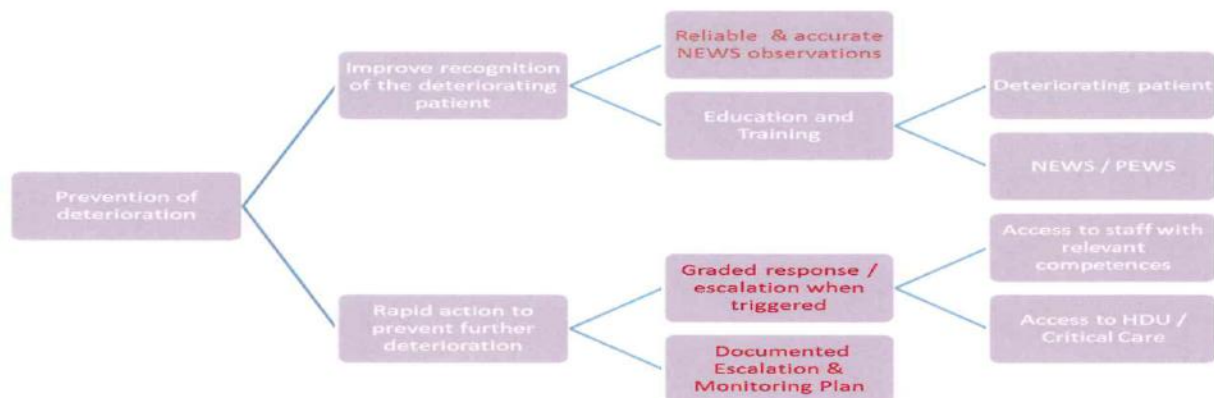 Prevention of
deterioration
Improve recognition
of the deteriorating
patient
Reliable & accurate
NEWS observations
Education and
Training
Deteriorating patient
NEWS / PEWS
Rapid action to
prevent further
deterioration
Graded response /
escalation when
triggered
Access to staff with
relevant
competences
Access to HDU /
Critical Care
Documented
Escalation &
Monitoring Plan